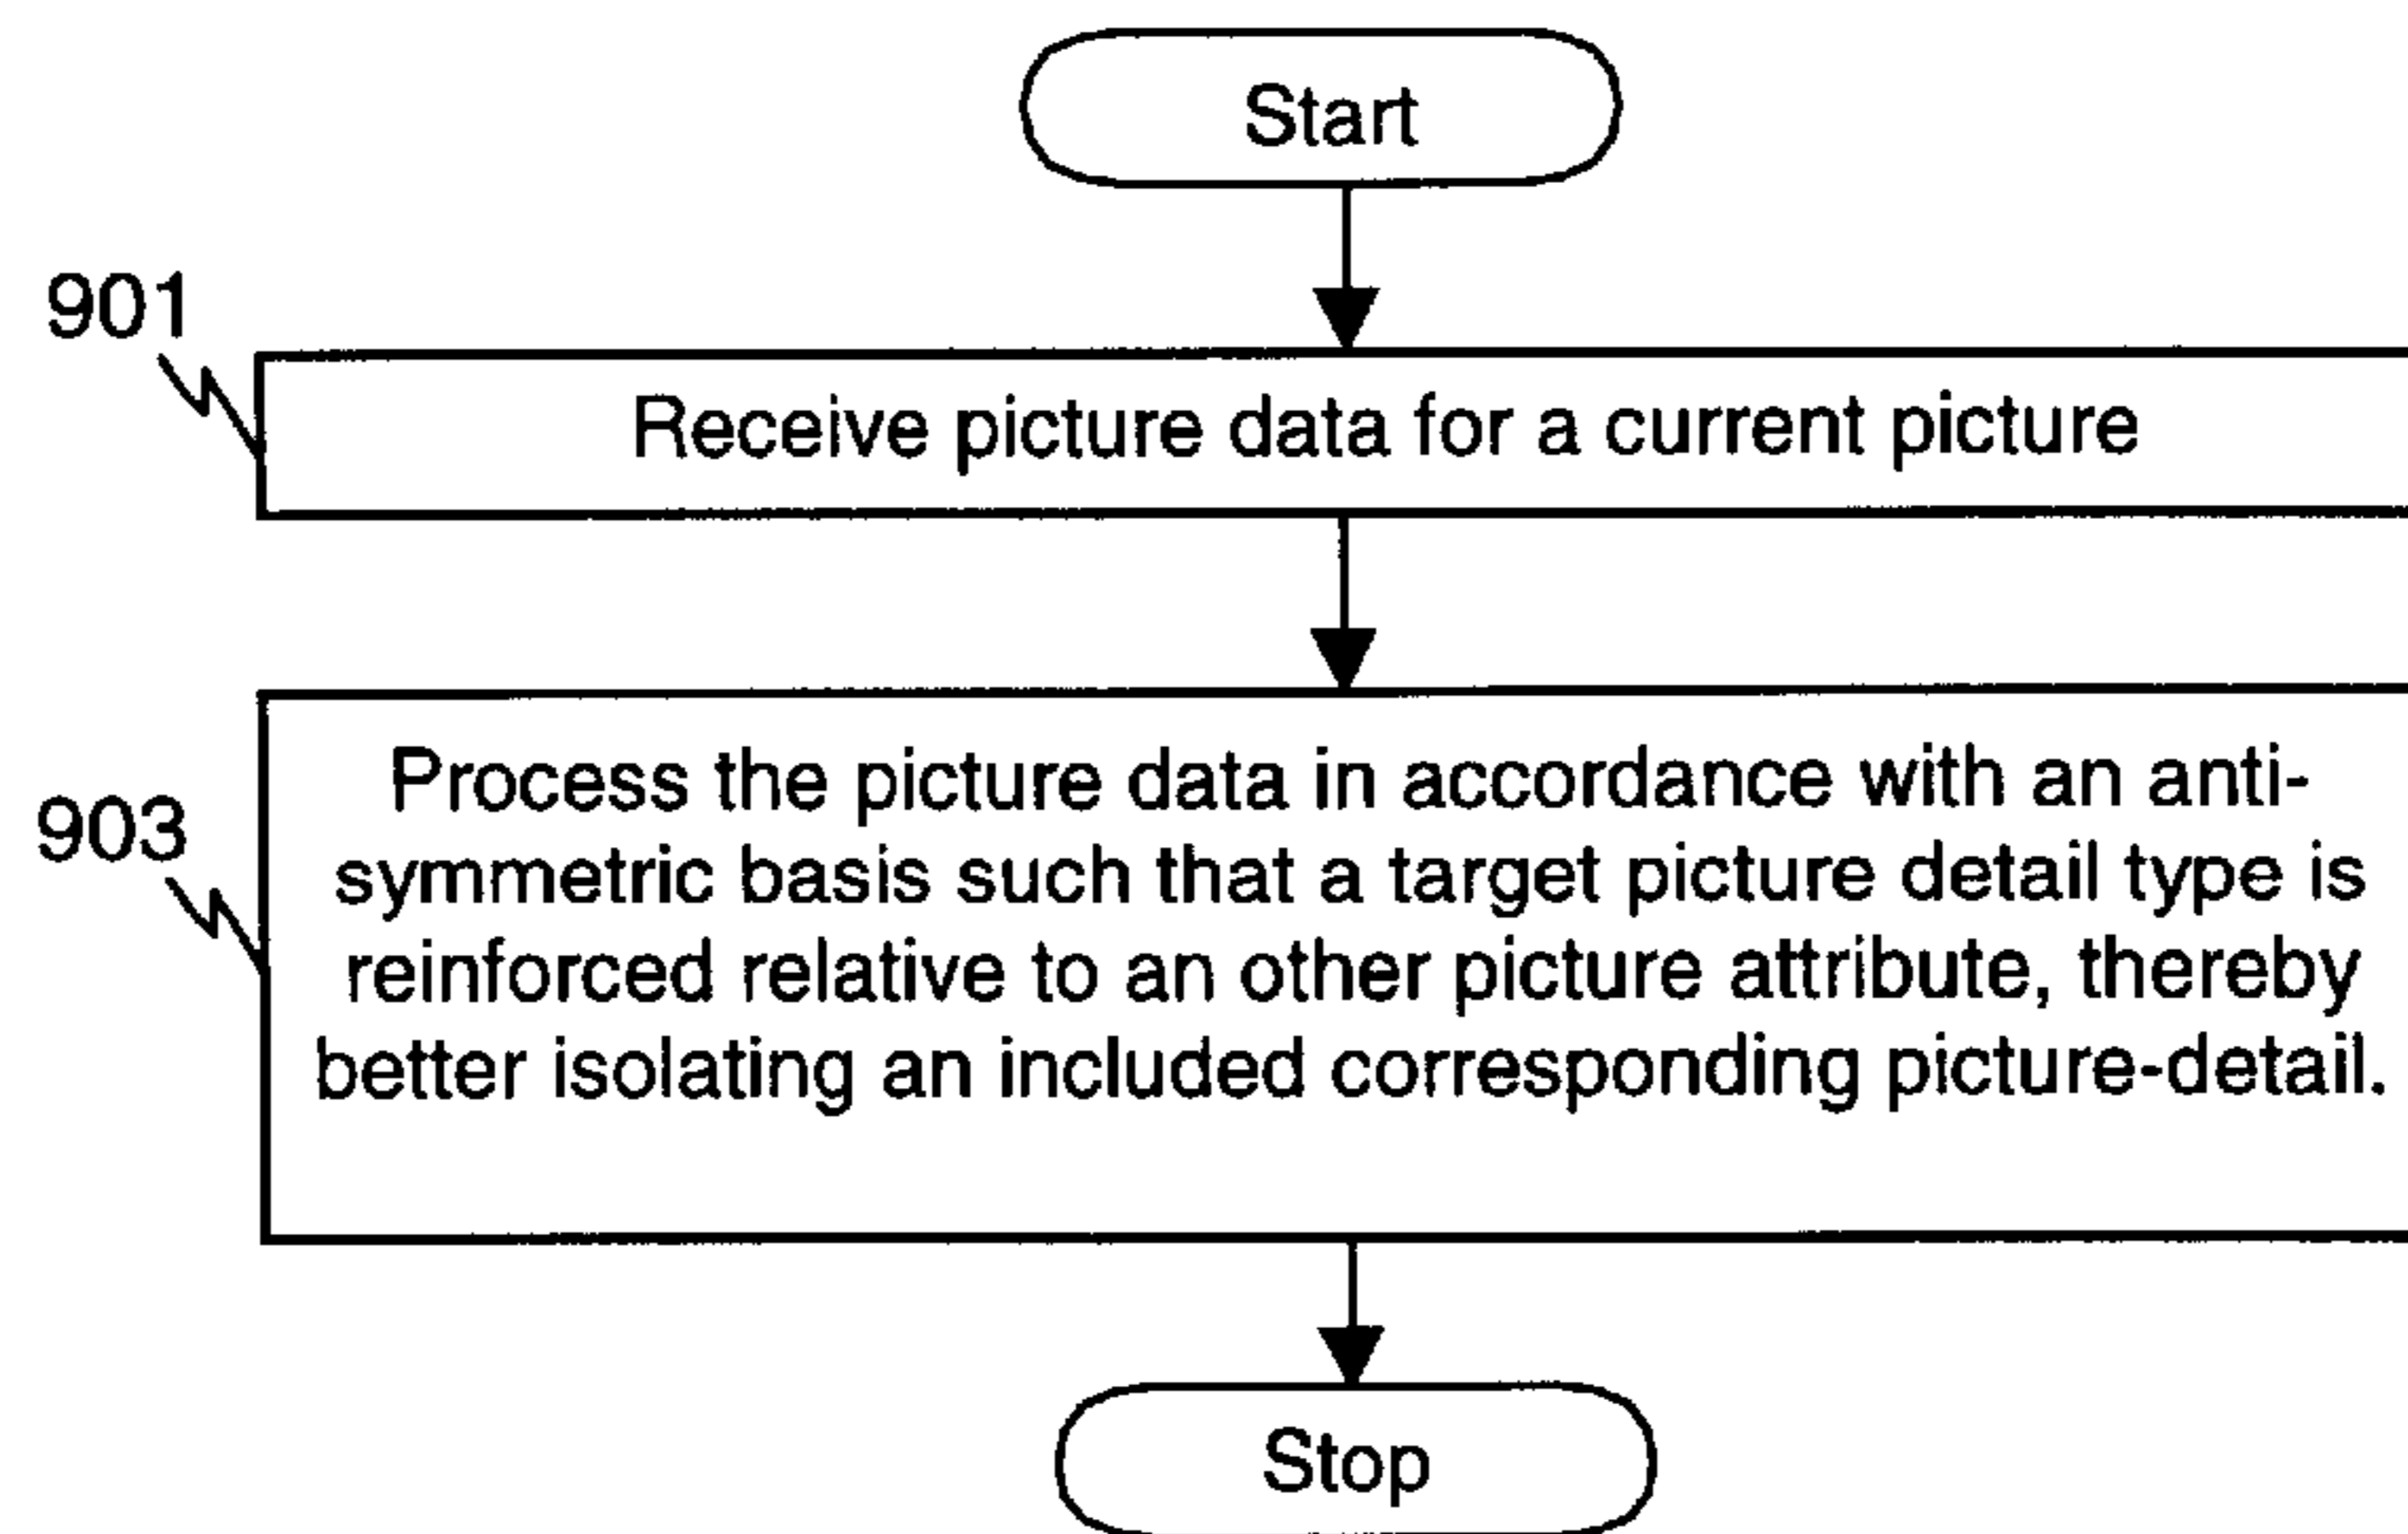 Start
901
Receive picture data for a current picture
903
Process the picture data in accordance with an anti-
symmetric basis such that a target picture detail type is
reinforced relative to an other picture attribute, thereby
better isolating an included corresponding picture-detail.
Stop